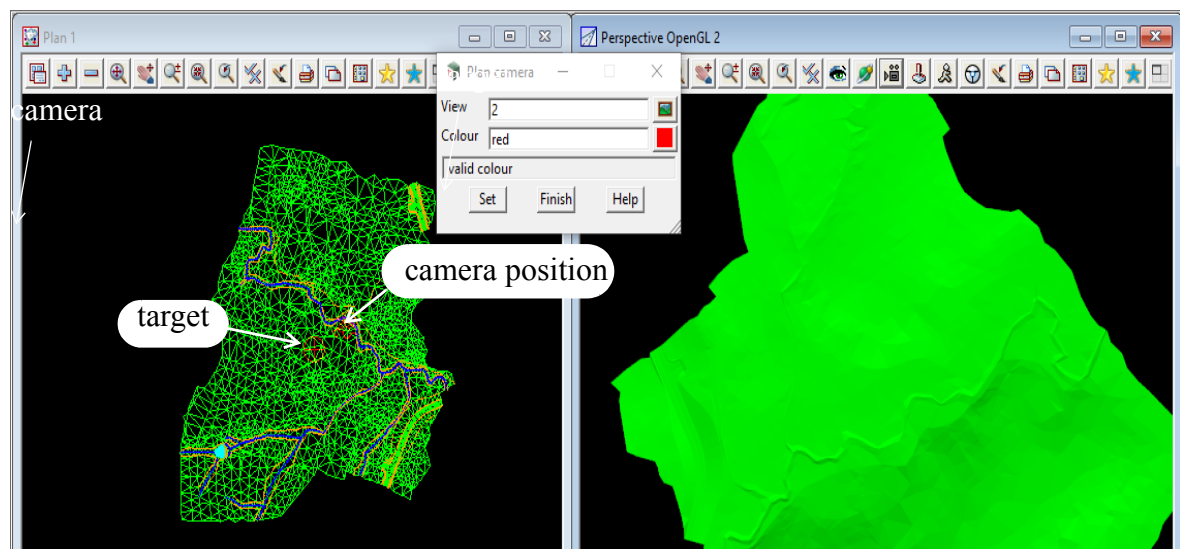 Plan 1
Perspective OpenGL 2
Plan camera
View
2
Colour
red
valid colour
Set
Finish
Help
camera
camera position
target